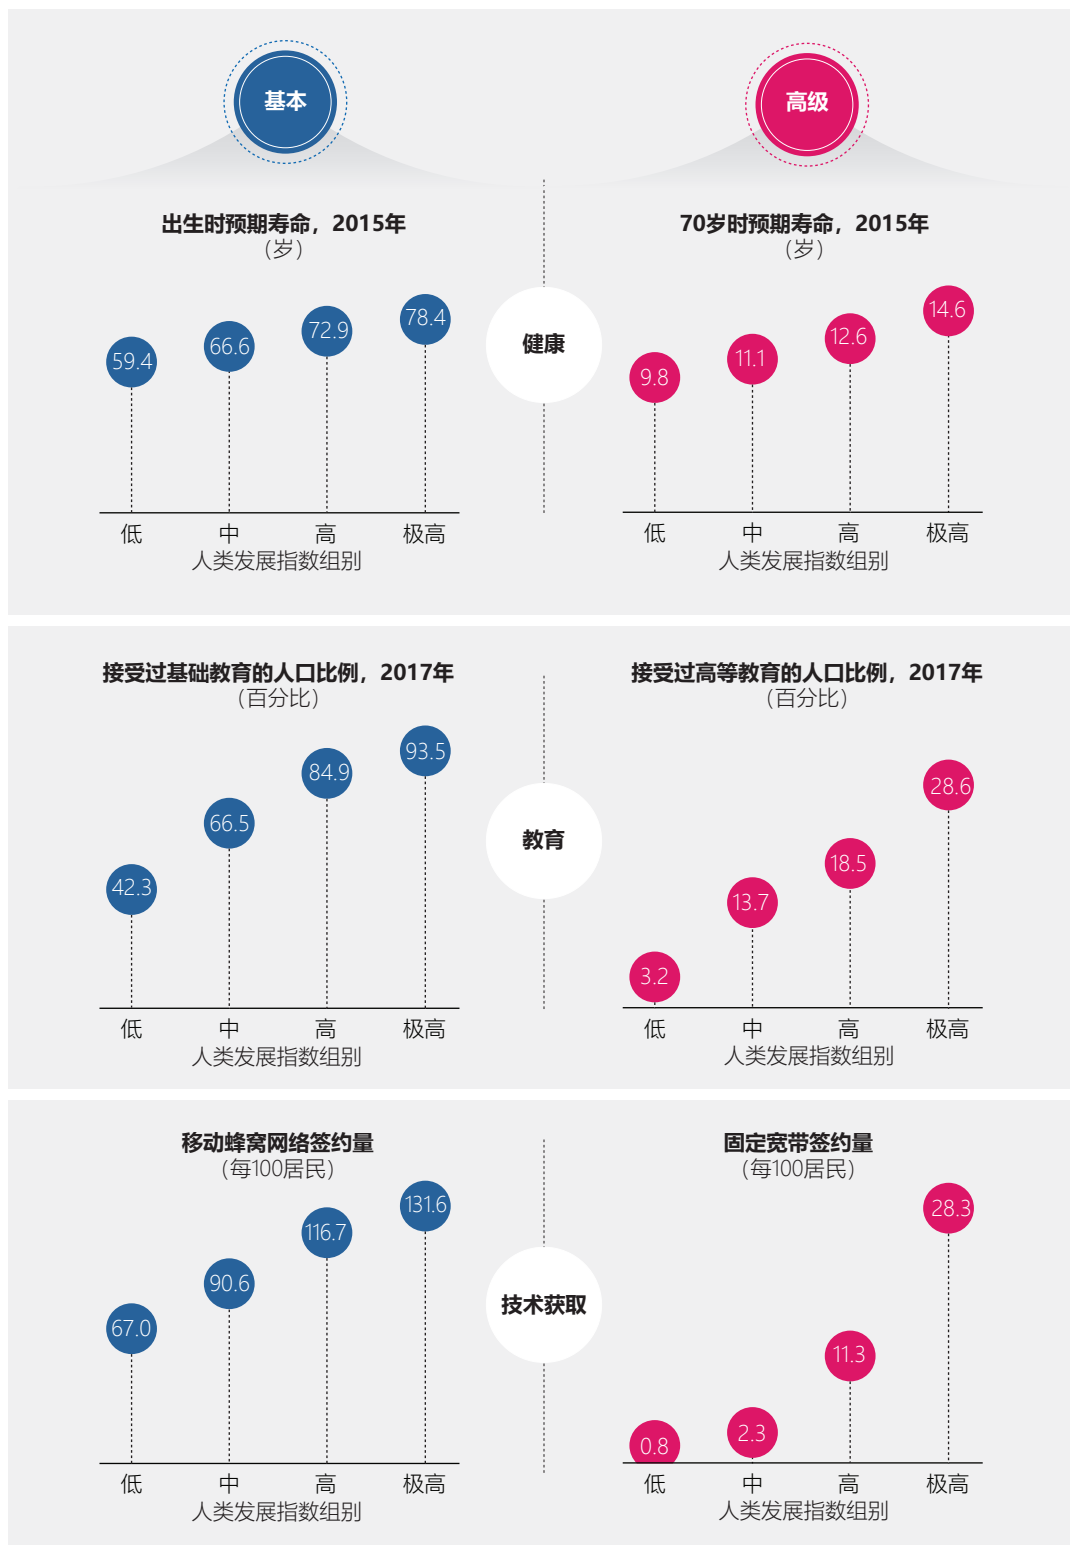 基本
高级
出生时预期寿命，2015年
（岁）
70岁时预期寿命，2015年
（岁）
59.4
66.6
72.9
78.4
健康
9.8
11.1
12.6
14.6
低
中
高
极高
人类发展指数组别
低
中
高
极高
人类发展指数组别
接受过基础教育的人口比例，2017年
（百分比）
接受过高等教育的人口比例，2017年
（百分比）
42.3
66.5
84.9
93.5
教育
3.2
13.7
18.5
28.6
低
中
高
极高
人类发展指数组别
低
中
高
极高
人类发展指数组别
移动蜂窝网络签约量
（每100居民）
固定宽带签约量
（每100居民）
67.0
90.6
116.7
131.6
技术获取
0.8
2.3
11.3
28.3
低
中
高
极高
人类发展指数组别
低
中
高
极高
人类发展指数组别